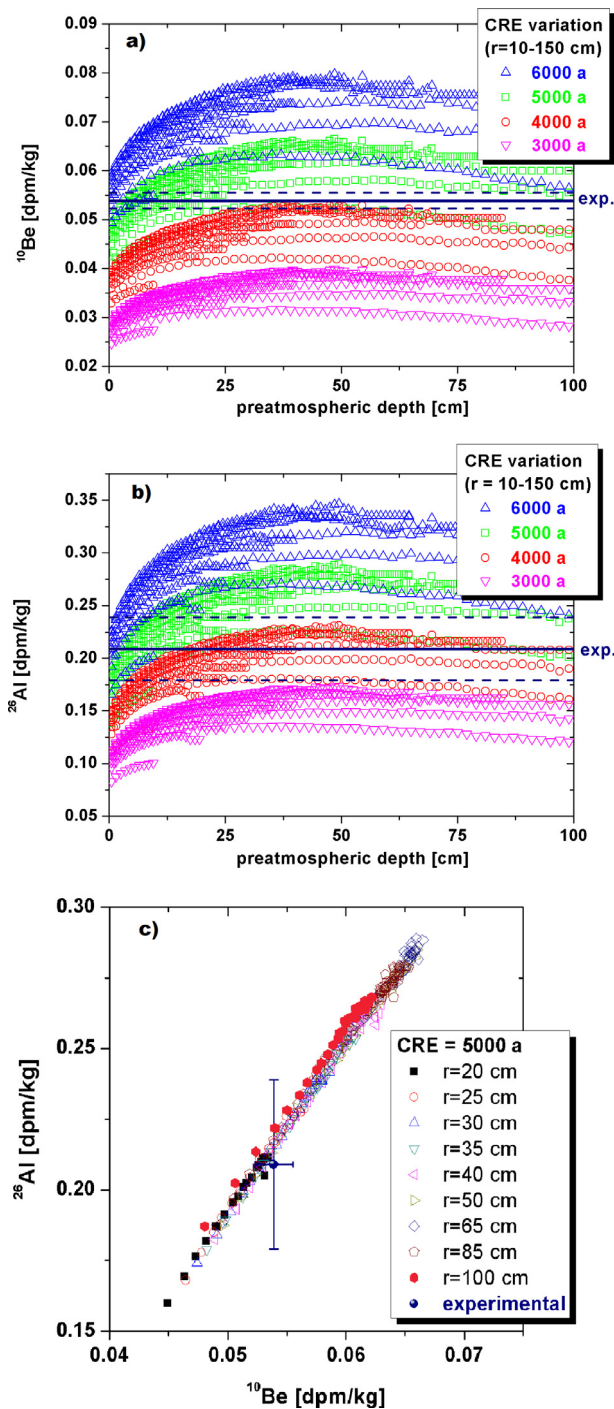 a)
CRE variation
(r=10-150 cm)
6000 a
5000 a
4000 a
3000 a
0.09
0.08
0.07
0.06
0.05
0.04
0.03
0.02
¹⁰Be [dpm/kg]
exp.
0 25 50 75 100
preatmospheric depth [cm]
b)
CRE variation
(r = 10-150 cm)
6000 a
5000 a
4000 a
3000 a
0.35
0.30
0.25
0.20
0.15
0.10
0.05
²⁶Al [dpm/kg]
exp.
0 25 50 75 100
preatmospheric depth [cm]
c)
0.30
0.25
0.20
0.15
²⁶Al [dpm/kg]
CRE = 5000 a
r=20 cm
r=25 cm
r=30 cm
r=35 cm
r=40 cm
r=50 cm
r=65 cm
r=85 cm
r=100 cm
experimental
0.04 0.05 0.06 0.07
¹⁰Be [dpm/kg]